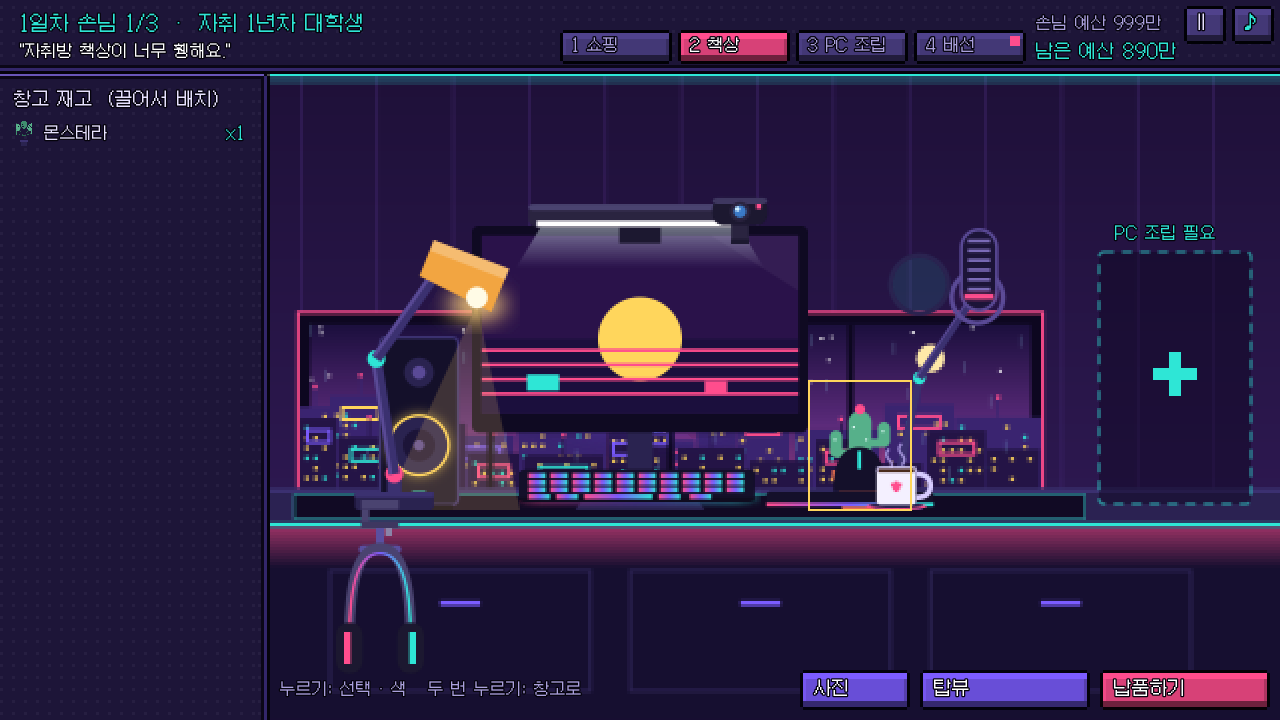 1일차 손님 1/3 · 자취 1년차 대학생
"자취방 책상이 너무 휑해요."
1 쇼핑
2 책상
3 PC 조립
4 배선
손님 예산 999만
남은 예산 890만
창고 재고 (끌어서 배치)
몬스테라 x1
PC 조립 필요
누르기: 선택 · 색 두 번 누르기: 창고로
사진
탑뷰
납품하기